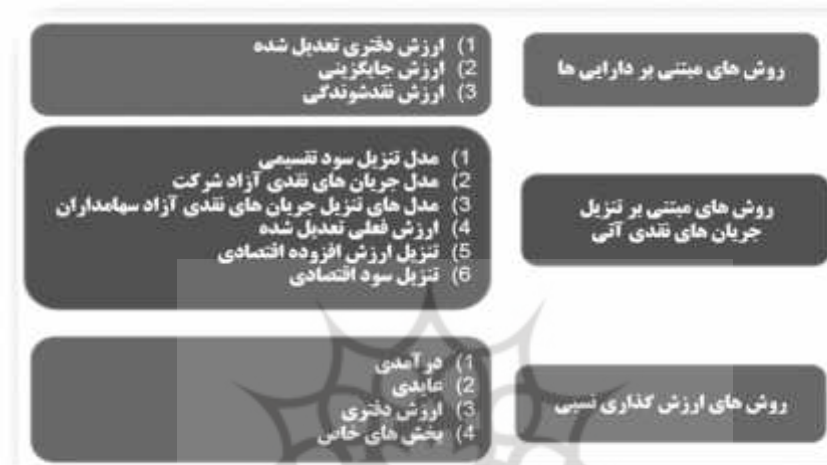 روش های مبتنی بر دارایی ها
1) ارزش دفتری تعدیل شده
2) ارزش جایگزینی
3) ارزش نقدشوندگی
روش های مبتنی بر تنزیل
جریان های نقدی آتی
1) مدل تنزیل سود تقسیمی
2) مدل جریان های نقدی آزاد شرکت
3) مدل های تنزیل جریان های نقدی آزاد سهامداران
4) ارزش فعلی تعدیل شده
5) تنزیل ارزش افزوده اقتصادی
6) تنزیل سود اقتصادی
روش های ارزش گذاری نسبی
1) درآمدی
2) عایدی
3) ارزش دفتری
4) بخش های خاص